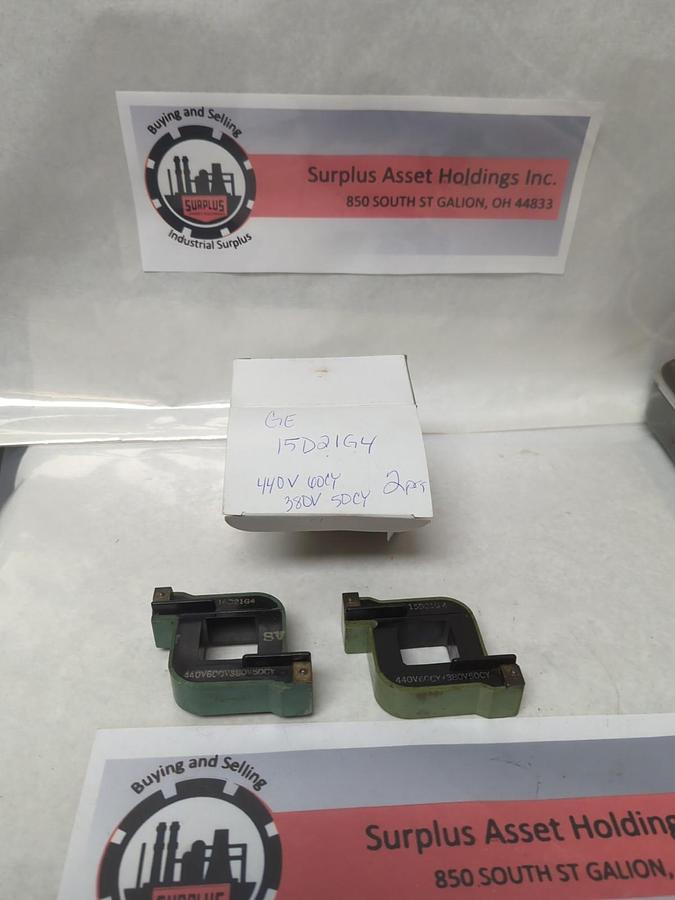 Buying and Selling
SURPLUS
Industrial Surplus
Surplus Asset Holdings Inc.
850 SOUTH ST GALION, OH 44833
GE
15D21G4
440V 60CY
380V 50CY
2pcs
15D21G4
440V60CY380V50CY
15D21G4
440V60CY380V50CY
Buying and Selling
SURPLUS
Surplus Asset Holding
850 SOUTH ST GALION,